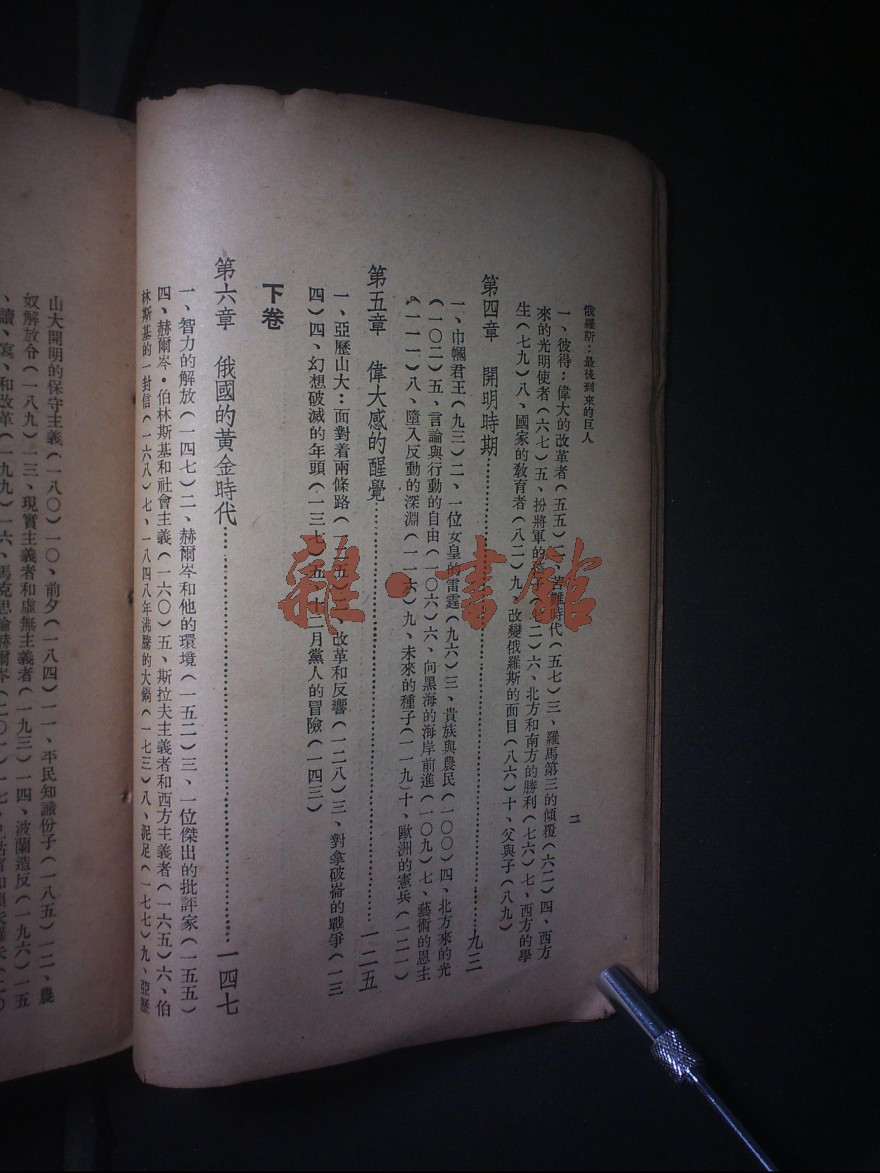 俄羅斯：最後到來的巨人
二
一、彼得：偉大的改革者（五五）二、苦難時代（五七）三、羅馬第三的傾覆（六二）四、西方
來的光明使者（六七）五、扮將軍的孩子（七二）六、北方和南方的勝利（七六）七、西方的學
生（七九）八、國家的教育者（八二）九、改變俄羅斯的面目（八六）十、父與子（八九）
第四章　開明時期…………九三
一、巾幗君王（九三）二、一位女皇的雷霆（九六）三、貴族與農民（一〇〇）四、北方來的光
（一〇二）五、言論與行動的自由（一〇六）六、向黑海的海岸前進（一〇九）七、藝術的恩主
（一一一）八、墮入反動的深淵（一一六）九、未來的種子（一一九）十、歐洲的憲兵（一二一）
第五章　偉大感的醒覺…………一二五
一、亞歷山大：面對着兩條路（一二五）二、改革和反響（一二八）三、對拿破崙的戰爭（一三
四）四、幻想破滅的年頭（一三七）五、十二月黨人的冒險（一四三）
下卷
第六章　俄國的黃金時代…………一四七
一、智力的解放（一四七）二、赫爾岑和他的環境（一五二）三、一位傑出的批評家（一五五）
四、赫爾岑・伯林斯基和社會主義（一六〇）五、斯拉夫主義者和西方主義者（一六五）六、伯
林斯基的一封信（一六八）七、一八四八年沸騰的大鍋（一七三）八、泥足（一七七）九、亞歷
山大開明的保守主義（一八〇）一〇、前夕（一八四）一一、平民知識份子（一八五）一二、農
奴解放令（一八九）一三、現實主義者和虛無主義者（一九三）一四、波蘭造反（一九六）一五
、讀、寫、和改革（一九九）一六、馬克思論赫爾岑（二〇一）一七、
雜・書館